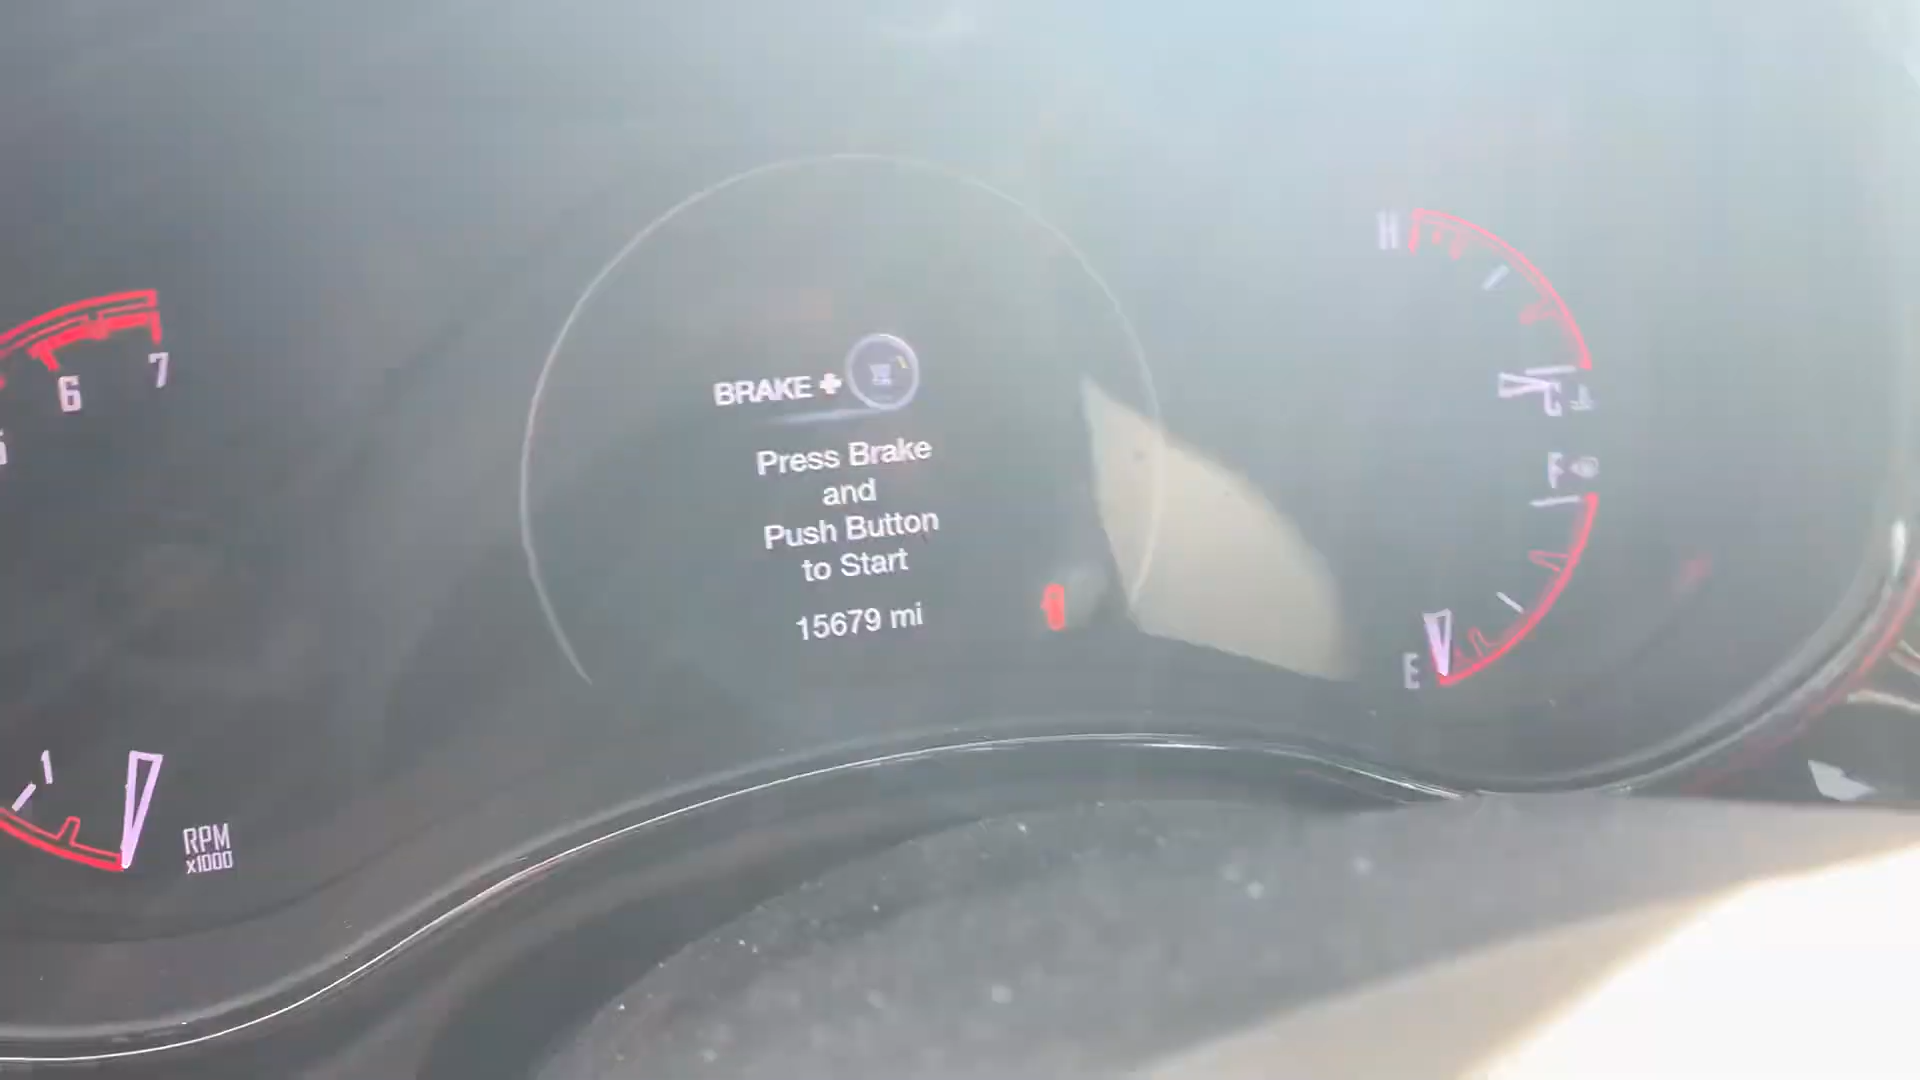 6
7
BRAKE +
Press Brake
and
Push Button
to Start
15679 mi
H
C
F
E
1
RPM
x1000